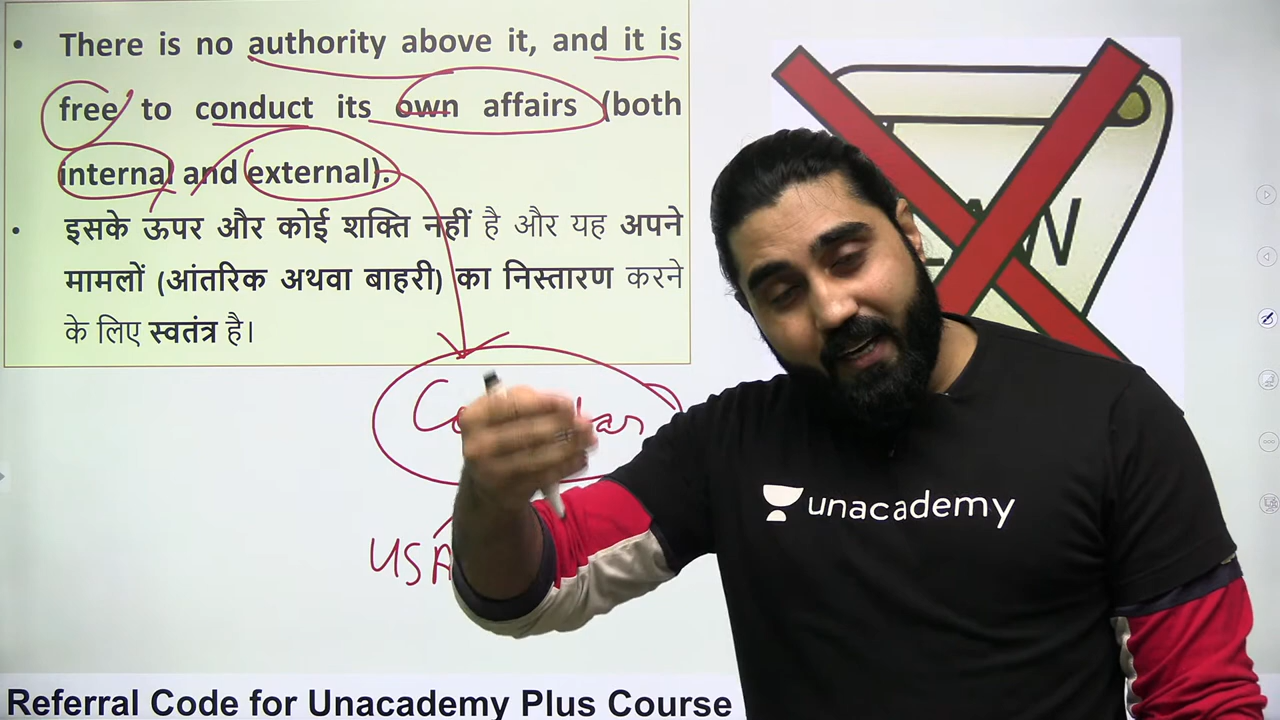 • There is no authority above it, and it is
free to conduct its own affairs (both
internal and external).
• इसके ऊपर और कोई शक्ति नहीं है और यह अपने
मामलों (आंतरिक अथवा बाहरी) का निस्तारण करने
के लिए स्वतंत्र है।
USA
unacademy
Referral Code for Unacademy Plus Course